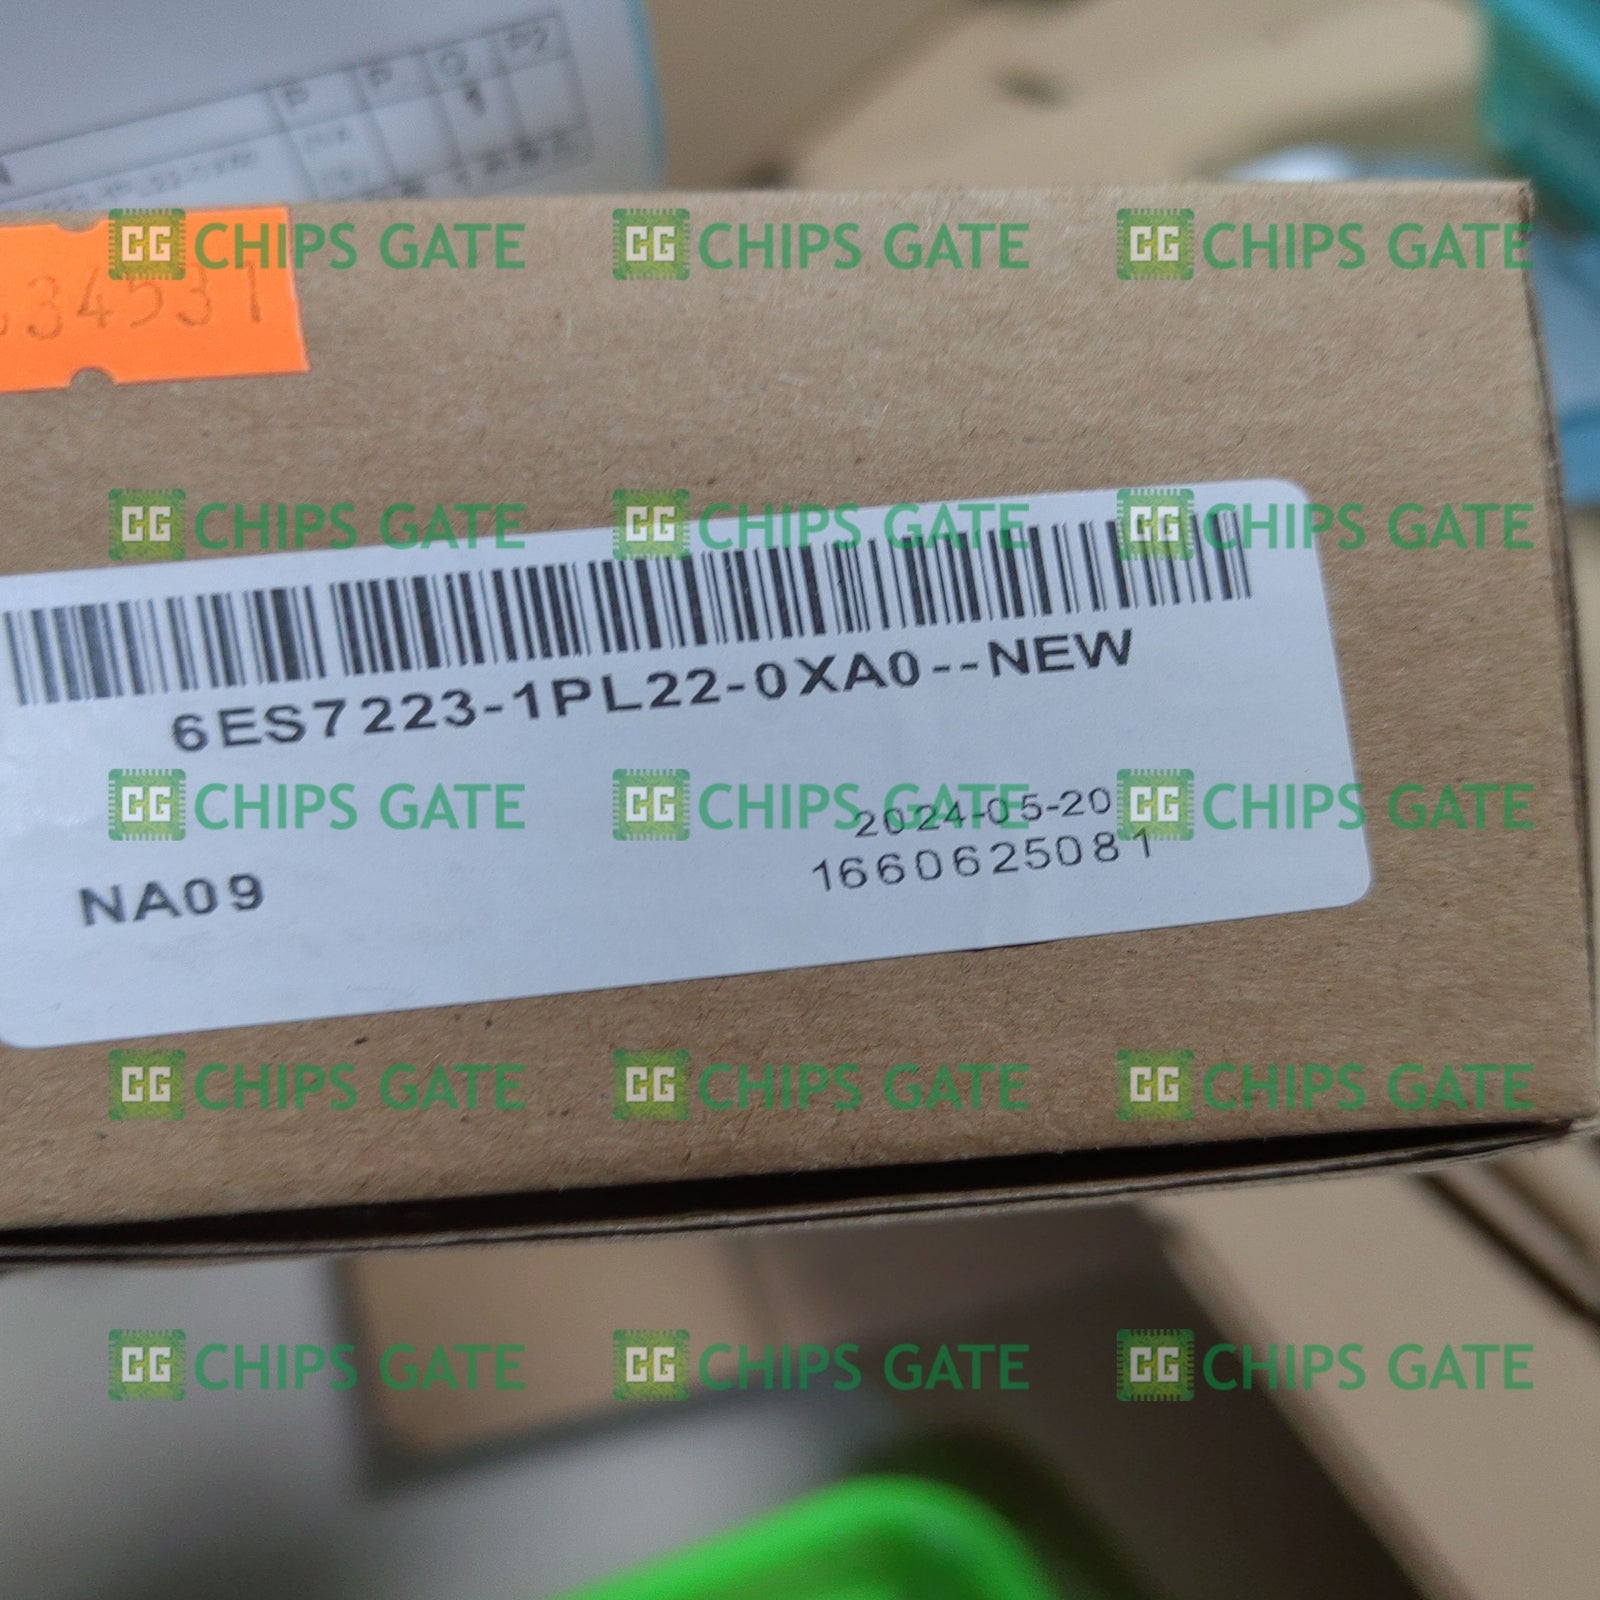 P P O P2
CG CHIPS GATE CG CHIPS GATE CG CHIPS GATE
34531
CG CHIPS GATE CG CHIPS GATE CG CHIPS GATE
6ES7223-1PL22-0XA0--NEW
CG CHIPS GATE CG CHIPS GATE CG CHIPS GATE
2024-05-20
1660625081
NA09
CG CHIPS GATE CG CHIPS GATE CG CHIPS GATE
CG CHIPS GATE CG CHIPS GATE CG CHIPS GATE